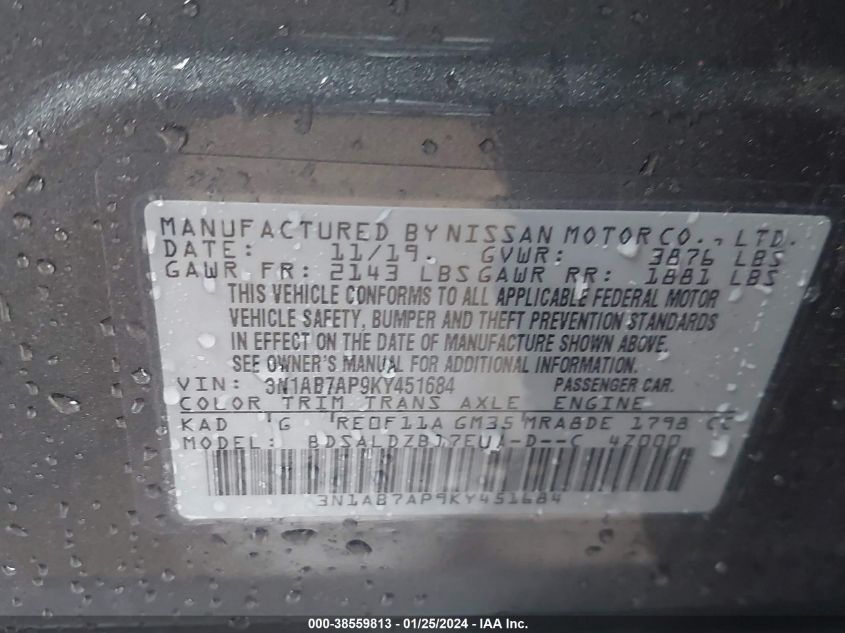 MANUFACTURED BY NISSAN MOTOR CO., LTD.
DATE: 11/19. GVWR: 3876 LBS
GAWR FR: 2143 LBS GAWR RR: 1881 LBS
THIS VEHICLE CONFORMS TO ALL APPLICABLE FEDERAL MOTOR
VEHICLE SAFETY, BUMPER AND THEFT PREVENTION STANDARDS
IN EFFECT ON THE DATE OF MANUFACTURE SHOWN ABOVE.
SEE OWNER'S MANUAL FOR ADDITIONAL INFORMATION.
VIN: 3N1AB7AP9KY451684 PASSENGER CAR.
COLOR TRIM TRANS AXLE ENGINE
KAD G RE0F11A GM35 MRA8DE 1798 CC
MODEL:
3N1AB7AP9KY451684
000-38559813 - 01/25/2024 - IAA Inc.